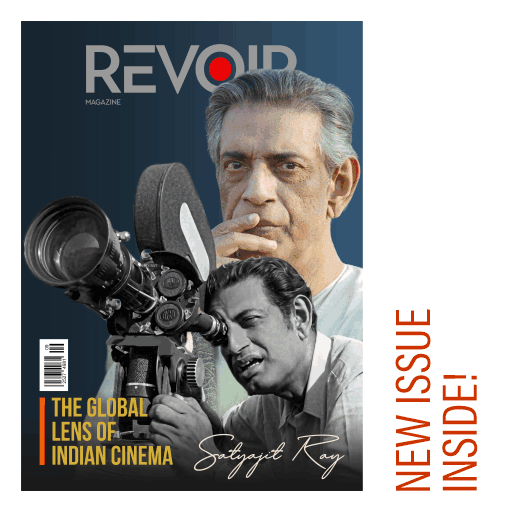 REVOIR
MAGAZINE
THE GLOBAL
LENS OF
INDIAN CINEMA
Satyajit Ray
NEW ISSUE
INSIDE!